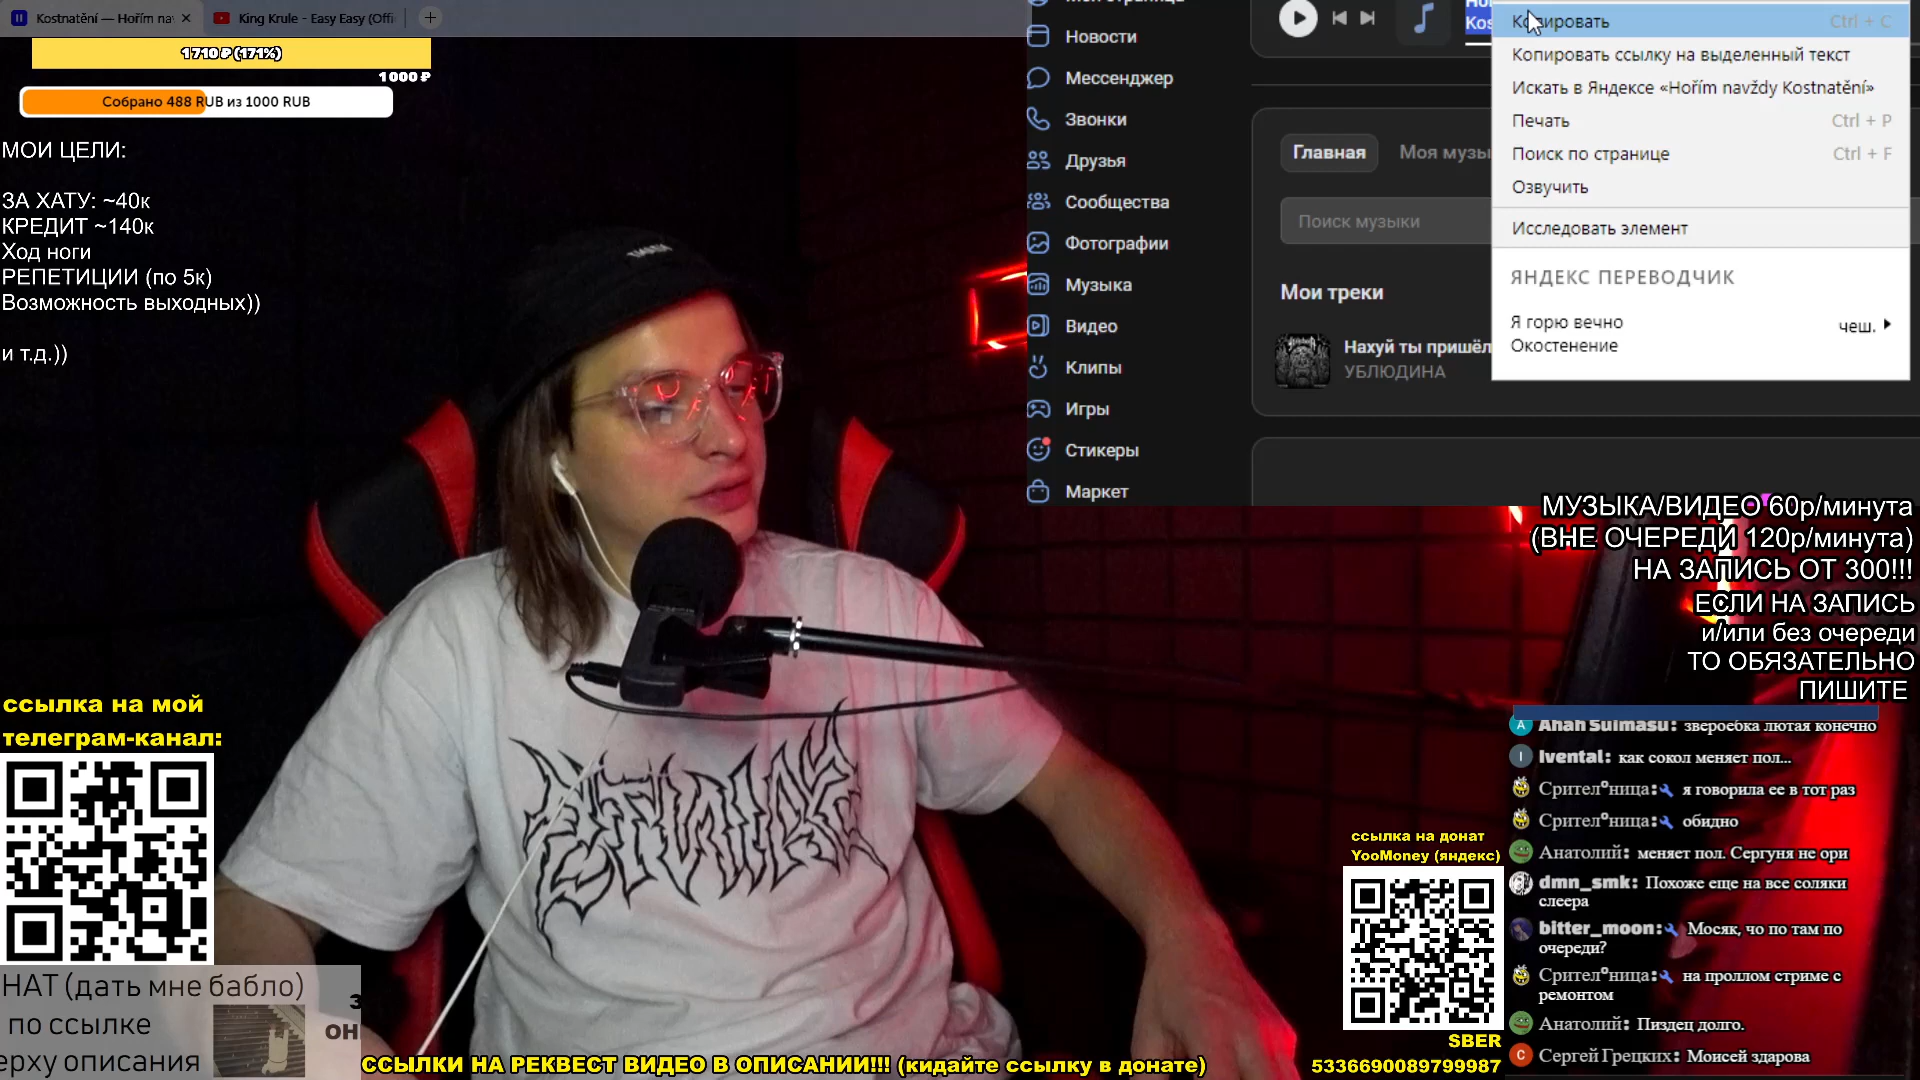 Kostnatění — Hořím na
King Krule - Easy Easy (Offi
1710 ₽ (171%)
1000 ₽
Собрано 488 RUB из 1000 RUB
МОИ ЦЕЛИ:
ЗА ХАТУ: ~40к
КРЕДИТ ~140к
Ход ноги
РЕПЕТИЦИИ (по 5к)
Возможность выходных))
и т.д.))
ссылка на мой
телеграм-канал:
НАТ (дать мне бабло)
по ссылке
ерху описания
ССЫЛКИ НА РЕКВЕСТ ВИДЕО В ОПИСАНИИ!!! (кидайте ссылку в донате)
Новости
Мессенджер
Звонки
Друзья
Сообщества
Фотографии
Музыка
Видео
Клипы
Игры
Стикеры
Маркет
Kos
Главная
Моя музы
Поиск музыки
Мои треки
Нахуй ты пришёл
УБЛЮДИНА
Копировать Ctrl + C
Копировать ссылку на выделенный текст
Искать в Яндексе «Hořím navždy Kostnatění»
Печать Ctrl + P
Поиск по странице Ctrl + F
Озвучить
Исследовать элемент
ЯНДЕКС ПЕРЕВОДЧИК
Я горю вечно
Окостенение
чеш.
МУЗЫКА/ВИДЕО 60р/минута
(ВНЕ ОЧЕРЕДИ 120р/минута)
НА ЗАПИСЬ ОТ 300!!!
ЕСЛИ НА ЗАПИСЬ
и/или без очереди
ТО ОБЯЗАТЕЛЬНО
ПИШИТЕ
Ahah Suimasu: зверобка лютая конечно
Ivental: как сокол меняет пол...
Срителºница: я говорила ее в тот раз
Срителºница: обидно
Анатолий: меняет пол. Сергуня не ори
dmn_smk: Похоже еще на все соляки
слеера
bitter_moon: Мосяк, чо по там по
очереди?
Срителºница: на проллом стриме с
ремонтом
Анатолий: Пиздец долго.
Сергей Грецких: Моисей здарова
ссылка на донат
YooMoney (яндекс)
SBER
5336690089799987